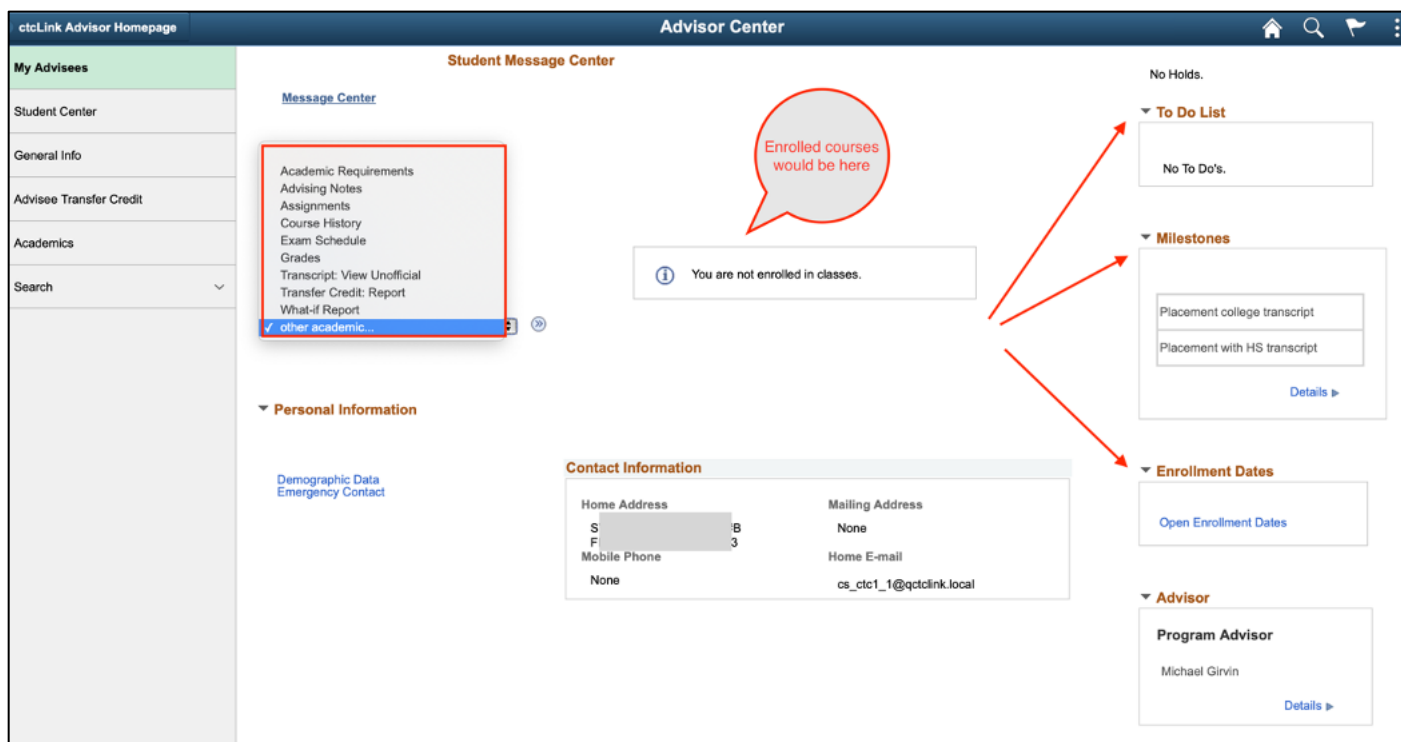 ctcLink Advisor Homepage
Advisor Center
My Advisees
Student Center
General Info
Advisee Transfer Credit
Academics
Search
Student Message Center
Message Center
Academic Requirements
Advising Notes
Assignments
Course History
Exam Schedule
Grades
Transcript: View Unofficial
Transfer Credit: Report
What-if Report
✓ other academic...
Enrolled courses
would be here
You are not enrolled in classes.
Personal Information
Demographic Data
Emergency Contact
Contact Information
Home Address
S B
F 3
Mobile Phone
None
Mailing Address
None
Home E-mail
cs_ctc1_1@qctclink.local
No Holds.
To Do List
No To Do's.
Milestones
Placement college transcript
Placement with HS transcript
Details
Enrollment Dates
Open Enrollment Dates
Advisor
Program Advisor
Michael Girvin
Details